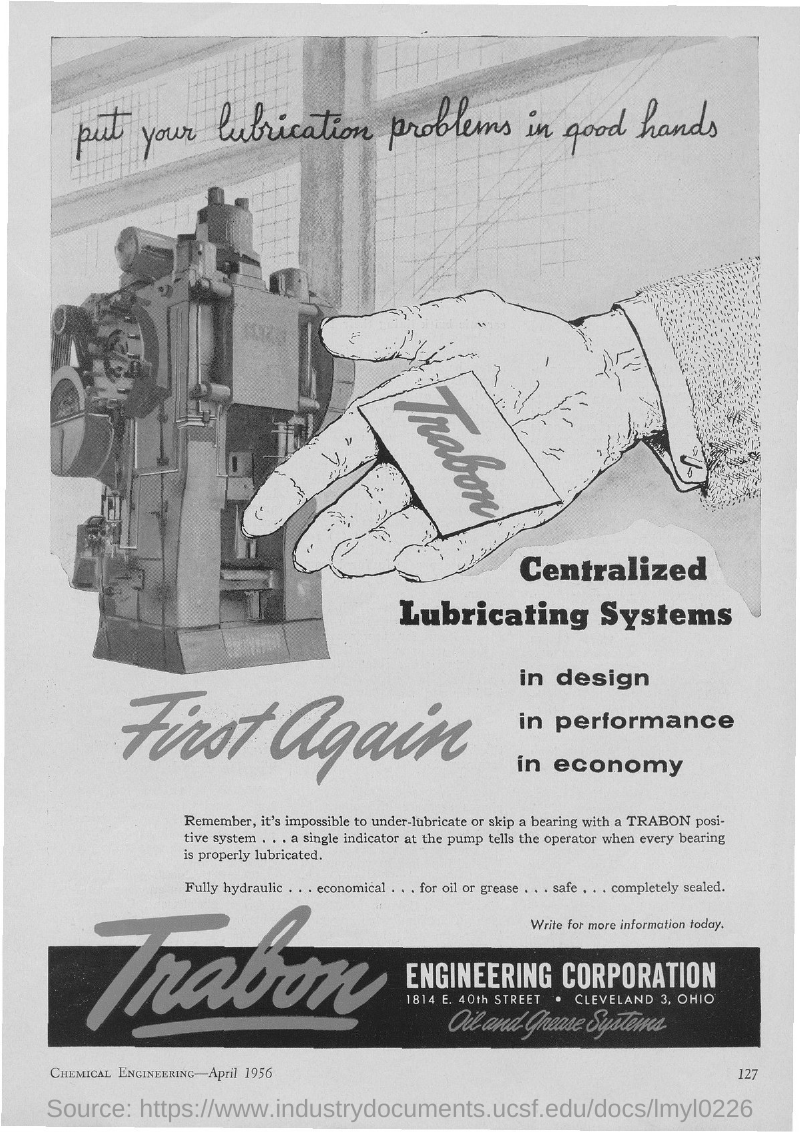 put your lubrication problems in good hands
Trabon
Centralized
Lubricating Systems
in design
First Again
in performance
in economy
Remember, it's impossible to under-lubricate or skip a bearing with a TRABON posi-
tive system . . . a single indicator at the pump tells the operator when every bearing
is properly lubricated.
Fully hydraulic . . . economical . . . for oil or grease . . . safe . . . completely sealed.
Write for more information today.
Trabon ENGINEERING CORPORATION
1814 E. 40th STREET • CLEVELAND 3, OHIO
Oil and Grease Systems
CHEMICAL ENGINEERING—April 1956 127
Source: https://www.industrydocuments.ucsf.edu/docs/lmyl0226